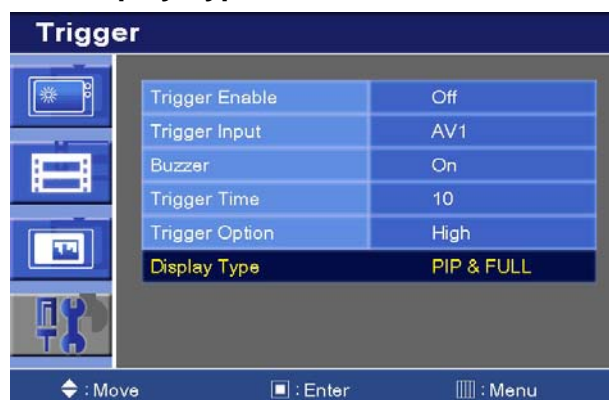 Trigger
Trigger Enable Off
Trigger Input AV1
Buzzer On
Trigger Time 10
Trigger Option High
Display Type PIP & FULL
: Move : Enter : Menu